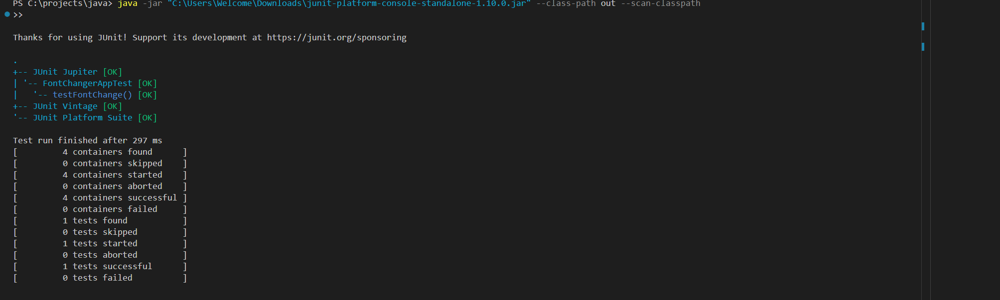 PS C:\projects\java> java -jar "C:\Users\Welcome\Downloads\junit-platform-console-standalone-1.10.0.jar" --class-path out --scan-classpath
>>
Thanks for using JUnit! Support its development at https://junit.org/sponsoring
.
+-- JUnit Jupiter [OK]
| '-- FontChangerAppTest [OK]
|   '-- testFontChange() [OK]
+-- JUnit Vintage [OK]
'-- JUnit Platform Suite [OK]
Test run finished after 297 ms
[         4 containers found      ]
[         0 containers skipped    ]
[         4 containers started    ]
[         0 containers aborted    ]
[         4 containers successful ]
[         0 containers failed     ]
[         1 tests found           ]
[         0 tests skipped         ]
[         1 tests started         ]
[         0 tests aborted         ]
[         1 tests successful      ]
[         0 tests failed          ]